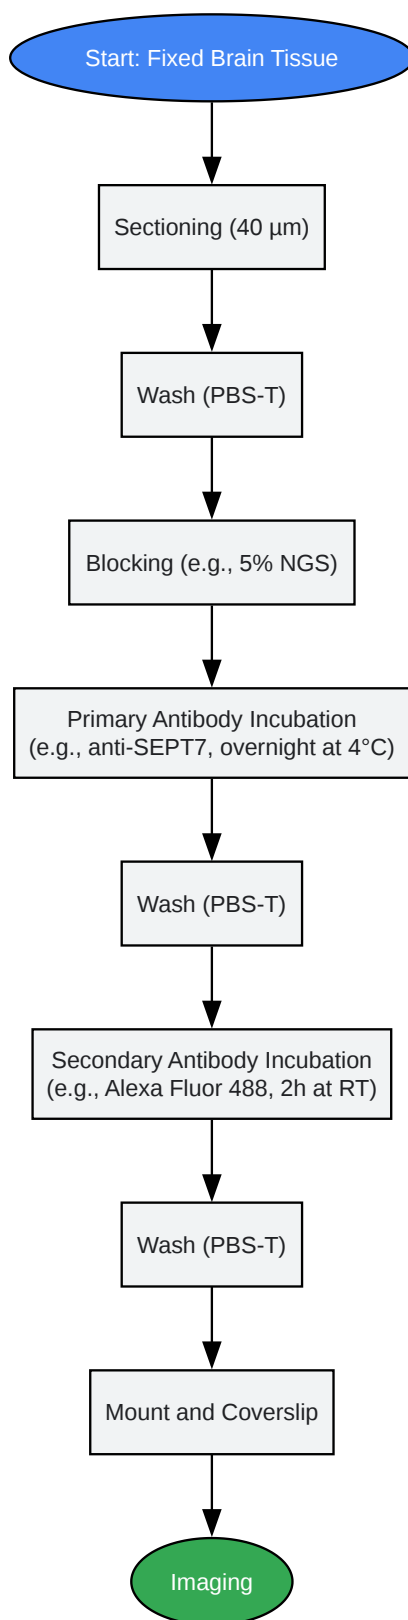 Start: Fixed Brain Tissue
Sectioning (40 µm)
Wash (PBS-T)
Blocking (e.g., 5% NGS)
Primary Antibody Incubation
(e.g., anti-SEPT7, overnight at 4°C)
Wash (PBS-T)
Secondary Antibody Incubation
(e.g., Alexa Fluor 488, 2h at RT)
Wash (PBS-T)
Mount and Coverslip
Imaging